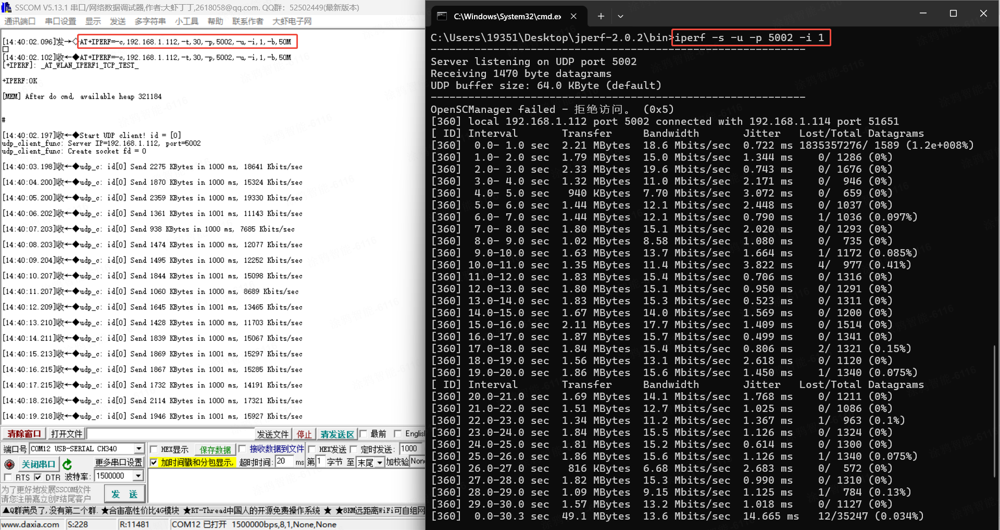 SSCOM V5.13.1 串口/网络数据调试器,作者:大虾丁丁,2618058@qq.com. QQ群：52502449(最新版本)
通讯端口 串口设置 显示 发送 多字符串 小工具 帮助 联系作者 大虾电子网
[14:40:02.096]发→◇AT+IPERF=-c,192.168.1.112,-t,30,-p,5002,-u,-i,1,-b,50M
□
[14:40:02.102]收←◆AT+IPERF=-c,192.168.1.112,-t,30,-p,5002,-u,-i,1,-b,50M
[+IPERF]: _AT_WLAN_IPERF1_TCP_TEST_
+IPERF:OK
[MEM] After do cmd, available heap 321184
#
[14:40:02.197]收←◆Start UDP client! id = [0]
udp_client_func: Server IP=192.168.1.112, port=5002
udp_client_func: Create socket fd = 0
[14:40:03.198]收←◆udp_c: id[0] Send 2275 KBytes in 1000 ms, 18641 Kbits/sec
[14:40:04.200]收←◆udp_c: id[0] Send 1870 KBytes in 1000 ms, 15324 Kbits/sec
[14:40:05.200]收←◆udp_c: id[0] Send 2359 KBytes in 1000 ms, 19330 Kbits/sec
[14:40:06.202]收←◆udp_c: id[0] Send 1361 KBytes in 1001 ms, 11143 Kbits/sec
[14:40:07.203]收←◆udp_c: id[0] Send 938 KBytes in 1000 ms, 7685 Kbits/sec
[14:40:08.203]收←◆udp_c: id[0] Send 1474 KBytes in 1000 ms, 12077 Kbits/sec
[14:40:09.204]收←◆udp_c: id[0] Send 1495 KBytes in 1000 ms, 12252 Kbits/sec
[14:40:10.207]收←◆udp_c: id[0] Send 1844 KBytes in 1001 ms, 15098 Kbits/sec
[14:40:11.207]收←◆udp_c: id[0] Send 1060 KBytes in 1000 ms, 8689 Kbits/sec
[14:40:12.209]收←◆udp_c: id[0] Send 1645 KBytes in 1001 ms, 13465 Kbits/sec
[14:40:13.210]收←◆udp_c: id[0] Send 1428 KBytes in 1000 ms, 11703 Kbits/sec
[14:40:14.211]收←◆udp_c: id[0] Send 1839 KBytes in 1000 ms, 15067 Kbits/sec
[14:40:15.213]收←◆udp_c: id[0] Send 1869 KBytes in 1001 ms, 15297 Kbits/sec
[14:40:16.215]收←◆udp_c: id[0] Send 1867 KBytes in 1001 ms, 15285 Kbits/sec
[14:40:17.215]收←◆udp_c: id[0] Send 1732 KBytes in 1000 ms, 14191 Kbits/sec
[14:40:18.216]收←◆udp_c: id[0] Send 2114 KBytes in 1000 ms, 17321 Kbits/sec
[14:40:19.218]收←◆udp_c: id[0] Send 1946 KBytes in 1001 ms, 15927 Kbits/sec
清除窗口 打开文件 发送文件 停止 清发送区 最前 English
端口号 COM12 USB-SERIAL CH340 HEX显示 保存数据 接收数据到文件 HEX发送 定时发送: 1000
关闭串口 更多串口设置 加时间戳和分包显示, 超时时间: 20 ms 第 1 字节 至 末尾 加校验 None
RTS DTR 波特率: 1500000
为了更好地发展SSCOM软件
请您注册嘉立创F结尾客户
发 送
▲Q群满员了,没有第二个群. ★合宙高性价比4G模块 ★RT-Thread中国人的开源免费操作系统 ★ ★8KM远距离WiFi可自组网
www.daxia.com S:228 R:11481 COM12 已打开 1500000bps,8,1,None,None
C:\Windows\System32\cmd.ex
C:\Users\19351\Desktop\jperf-2.0.2\bin>iperf -s -u -p 5002 -i 1
------------------------------------------------------------
Server listening on UDP port 5002
Receiving 1470 byte datagrams
UDP buffer size: 64.0 KByte (default)
------------------------------------------------------------
OpenSCManager failed - 拒绝访问。 (0x5)
[360] local 192.168.1.112 port 5002 connected with 192.168.1.114 port 51651
[ ID] Interval Transfer Bandwidth Jitter Lost/Total Datagrams
[360] 0.0- 1.0 sec 2.21 MBytes 18.6 Mbits/sec 0.722 ms 1835357276/ 1589 (1.2e+008%)
[360] 1.0- 2.0 sec 1.79 MBytes 15.0 Mbits/sec 1.344 ms 0/ 1286 (0%)
[360] 2.0- 3.0 sec 2.33 MBytes 19.6 Mbits/sec 0.743 ms 0/ 1676 (0%)
[360] 3.0- 4.0 sec 1.32 MBytes 11.0 Mbits/sec 2.171 ms 0/ 946 (0%)
[360] 4.0- 5.0 sec 940 KBytes 7.70 Mbits/sec 3.072 ms 0/ 659 (0%)
[360] 5.0- 6.0 sec 1.44 MBytes 12.1 Mbits/sec 2.448 ms 0/ 1037 (0%)
[360] 6.0- 7.0 sec 1.44 MBytes 12.1 Mbits/sec 0.790 ms 1/ 1036 (0.097%)
[360] 7.0- 8.0 sec 1.80 MBytes 15.1 Mbits/sec 2.020 ms 0/ 1293 (0%)
[360] 8.0- 9.0 sec 1.02 MBytes 8.58 Mbits/sec 1.080 ms 0/ 735 (0%)
[360] 9.0-10.0 sec 1.63 MBytes 13.7 Mbits/sec 1.664 ms 1/ 1172 (0.085%)
[360] 10.0-11.0 sec 1.35 MBytes 11.4 Mbits/sec 3.822 ms 4/ 977 (0.41%)
[360] 11.0-12.0 sec 1.83 MBytes 15.4 Mbits/sec 0.706 ms 0/ 1316 (0%)
[360] 12.0-13.0 sec 1.80 MBytes 15.1 Mbits/sec 0.950 ms 0/ 1291 (0%)
[360] 13.0-14.0 sec 1.83 MBytes 15.3 Mbits/sec 0.523 ms 0/ 1311 (0%)
[360] 14.0-15.0 sec 1.67 MBytes 14.0 Mbits/sec 1.569 ms 0/ 1200 (0%)
[360] 15.0-16.0 sec 2.11 MBytes 17.7 Mbits/sec 1.409 ms 0/ 1514 (0%)
[360] 16.0-17.0 sec 1.87 MBytes 15.7 Mbits/sec 0.499 ms 0/ 1341 (0%)
[360] 17.0-18.0 sec 1.84 MBytes 15.4 Mbits/sec 0.806 ms 2/ 1321 (0.15%)
[360] 18.0-19.0 sec 1.56 MBytes 13.1 Mbits/sec 2.618 ms 0/ 1120 (0%)
[360] 19.0-20.0 sec 1.86 MBytes 15.6 Mbits/sec 1.450 ms 1/ 1340 (0.075%)
[ ID] Interval Transfer Bandwidth Jitter Lost/Total Datagrams
[360] 20.0-21.0 sec 1.69 MBytes 14.1 Mbits/sec 1.768 ms 0/ 1211 (0%)
[360] 21.0-22.0 sec 1.51 MBytes 12.7 Mbits/sec 1.025 ms 0/ 1086 (0%)
[360] 22.0-23.0 sec 1.34 MBytes 11.2 Mbits/sec 1.367 ms 1/ 963 (0.1%)
[360] 23.0-24.0 sec 1.84 MBytes 15.5 Mbits/sec 1.126 ms 0/ 1324 (0%)
[360] 24.0-25.0 sec 1.81 MBytes 15.2 Mbits/sec 0.614 ms 0/ 1300 (0%)
[360] 25.0-26.0 sec 1.86 MBytes 15.6 Mbits/sec 1.126 ms 1/ 1340 (0.075%)
[360] 26.0-27.0 sec 816 KBytes 6.68 Mbits/sec 2.683 ms 0/ 572 (0%)
[360] 27.0-28.0 sec 1.82 MBytes 15.3 Mbits/sec 0.990 ms 0/ 1310 (0%)
[360] 28.0-29.0 sec 1.09 MBytes 9.15 Mbits/sec 1.125 ms 1/ 784 (0.13%)
[360] 29.0-30.0 sec 1.57 MBytes 13.2 Mbits/sec 1.018 ms 0/ 1127 (0%)
[360] 0.0-30.3 sec 49.1 MBytes 13.6 Mbits/sec 14.665 ms 12/35247 (0.034%)
涂鸦智能-6116